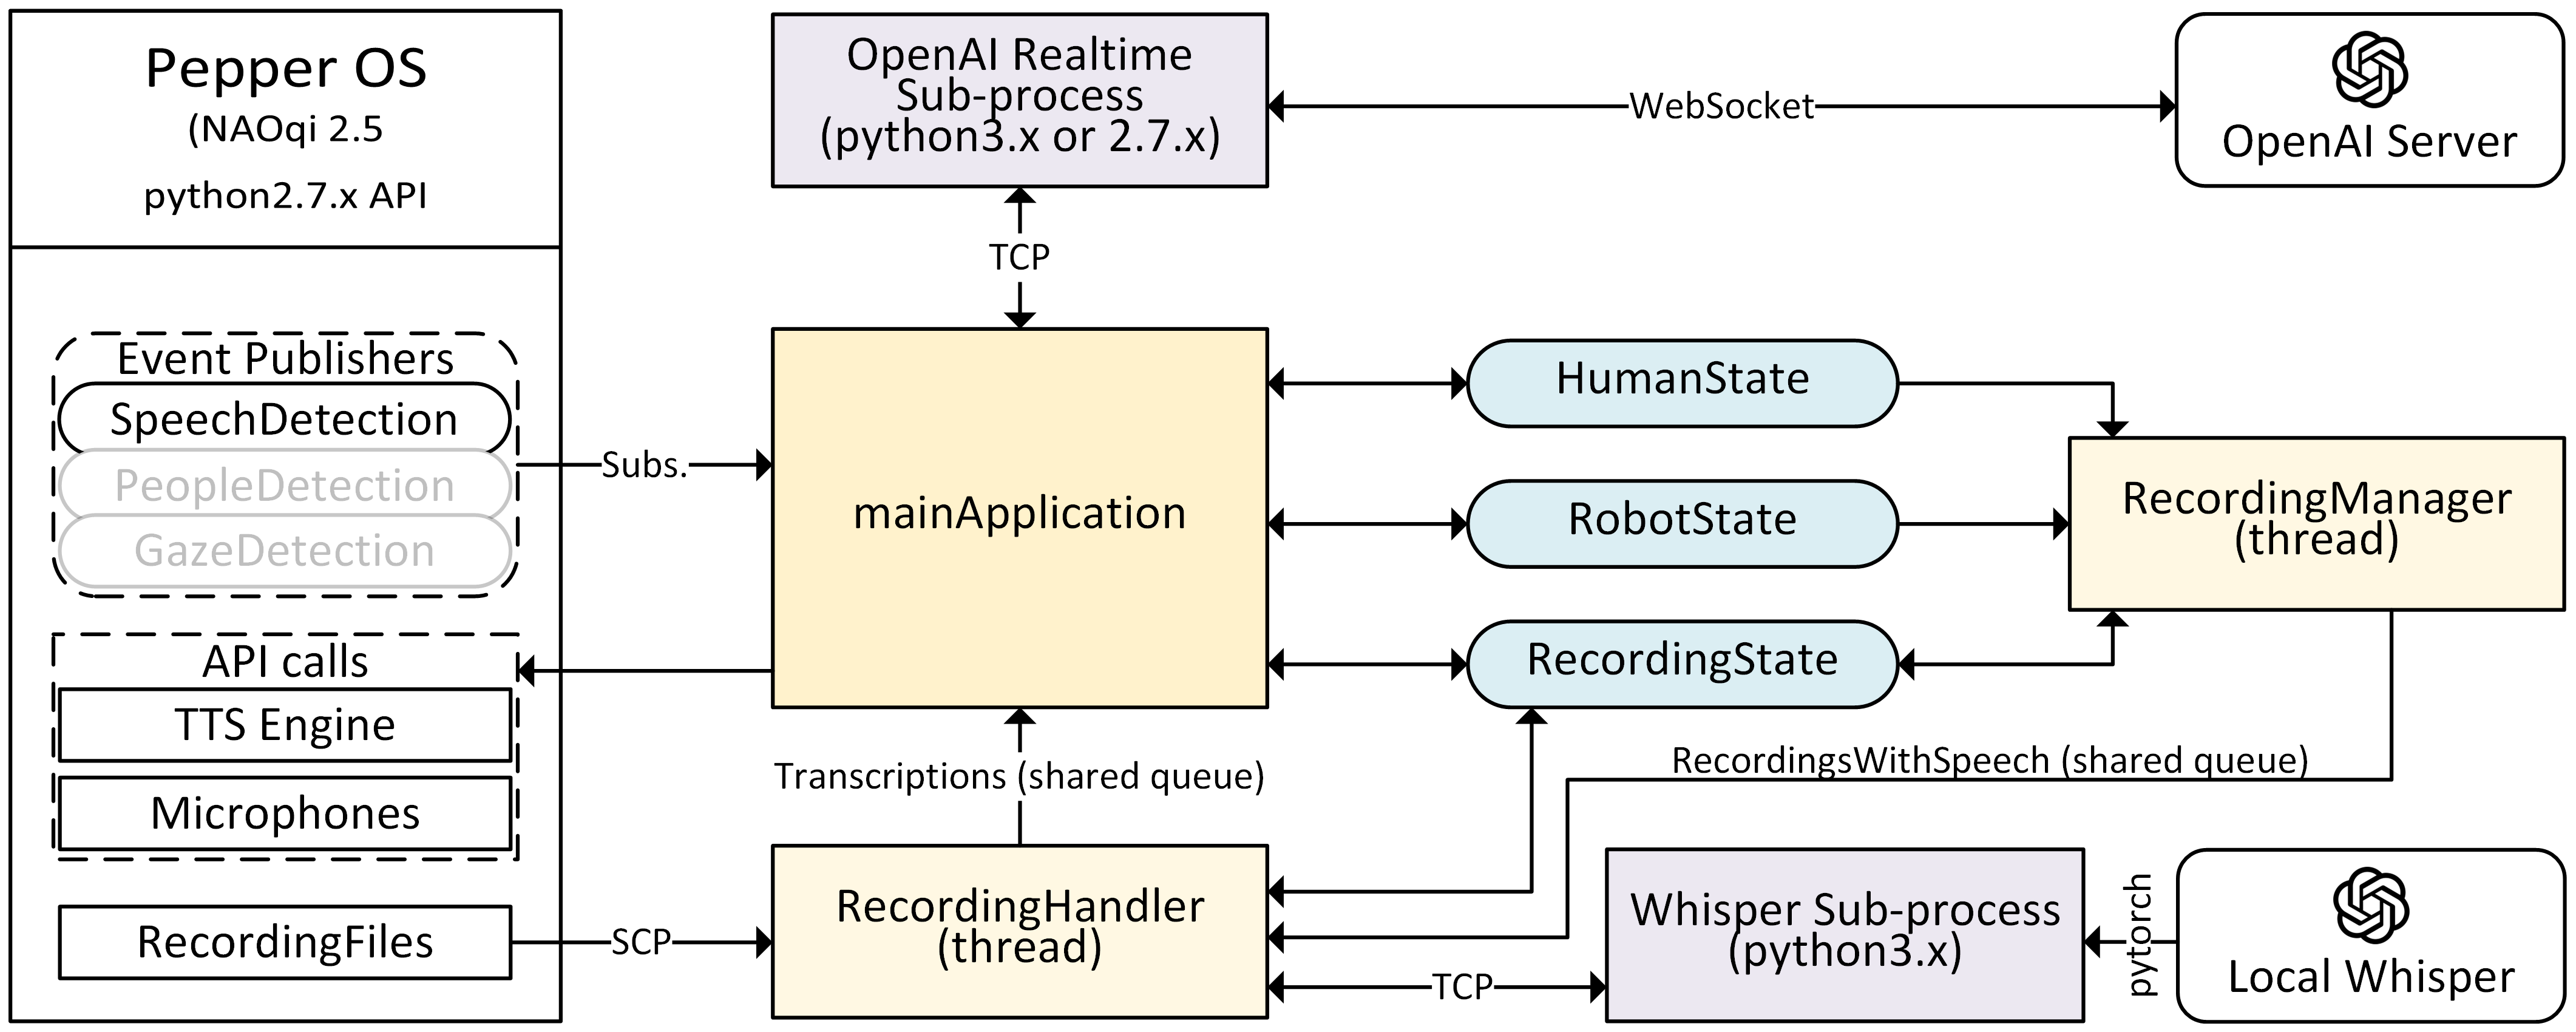 Pepper OS
(NAOqi 2.5
python2.7.x API
Event Publishers
SpeechDetection
PeopleDetection
GazeDetection
API calls
TTS Engine
Microphones
RecordingFiles
Subs.
SCP
OpenAI Realtime
Sub-process
(python3.x or 2.7.x)
WebSocket
OpenAI Server
TCP
mainApplication
HumanState
RobotState
RecordingState
RecordingManager
(thread)
Transcriptions (shared queue)
RecordingsWithSpeech (shared queue)
RecordingHandler
(thread)
TCP
Whisper Sub-process
(python3.x)
pytorch
Local Whisper